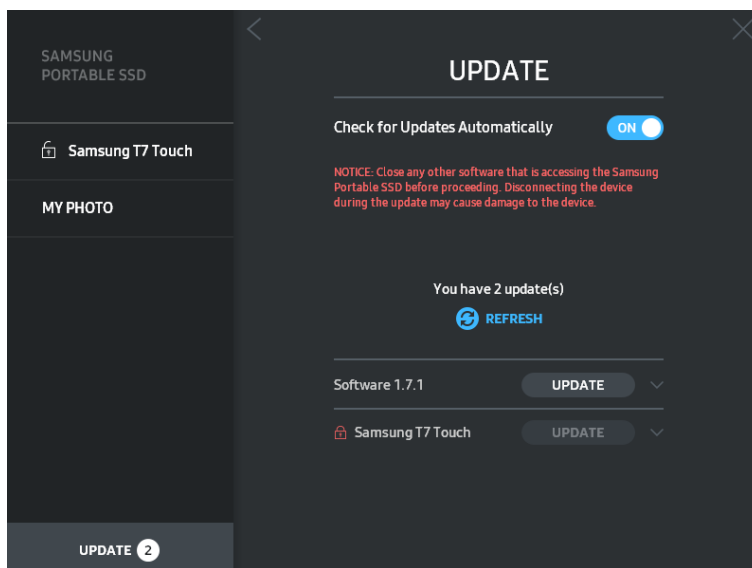 SAMSUNG
PORTABLE SSD
Samsung T7 Touch
MY PHOTO
UPDATE 2
UPDATE
Check for Updates Automatically ON
NOTICE: Close any other software that is accessing the Samsung
Portable SSD before proceeding. Disconnecting the device
during the update may cause damage to the device.
You have 2 update(s)
REFRESH
Software 1.7.1 UPDATE
Samsung T7 Touch UPDATE